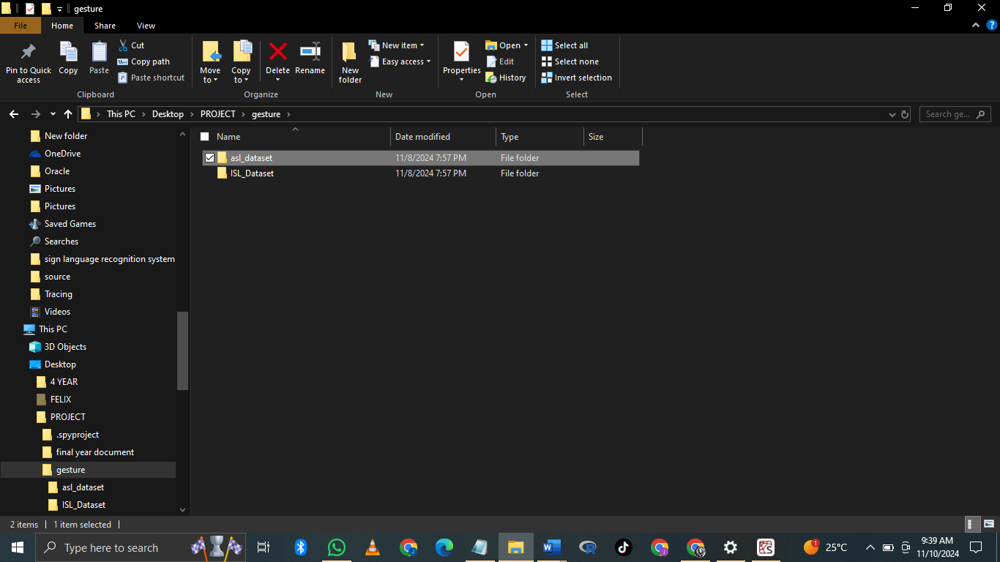 gesture
File Home Share View
Pin to Quick access
Copy
Paste
Cut
Copy path
Paste shortcut
Clipboard
Move to
Copy to
Delete
Rename
Organize
New folder
New item
Easy access
New
Properties
Open
Edit
History
Open
Select all
Select none
Invert selection
Select
This PC > Desktop > PROJECT > gesture >
Search ge...
New folder
OneDrive
Oracle
Pictures
Pictures
Saved Games
Searches
sign language recognition system
source
Tracing
Videos
This PC
3D Objects
Desktop
4 YEAR
FELIX
PROJECT
.spyproject
final year document
gesture
asl_dataset
ISL_Dataset
Name Date modified Type Size
asl_dataset 11/8/2024 7:57 PM File folder
ISL_Dataset 11/8/2024 7:57 PM File folder
2 items 1 item selected
Type here to search
W
R
1
25°C
9:39 AM
11/10/2024